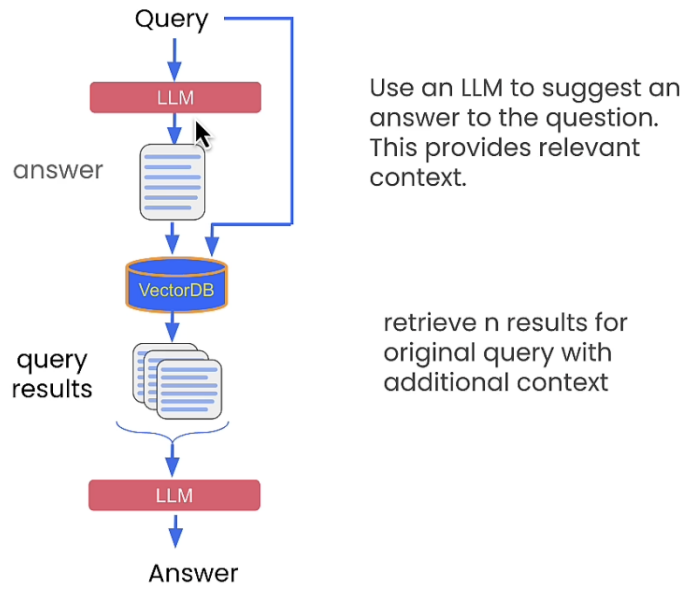 Query
LLM
Use an LLM to suggest an
answer to the question.
This provides relevant
context.
answer
VectorDB
retrieve n results for
original query with
additional context
query
results
LLM
Answer